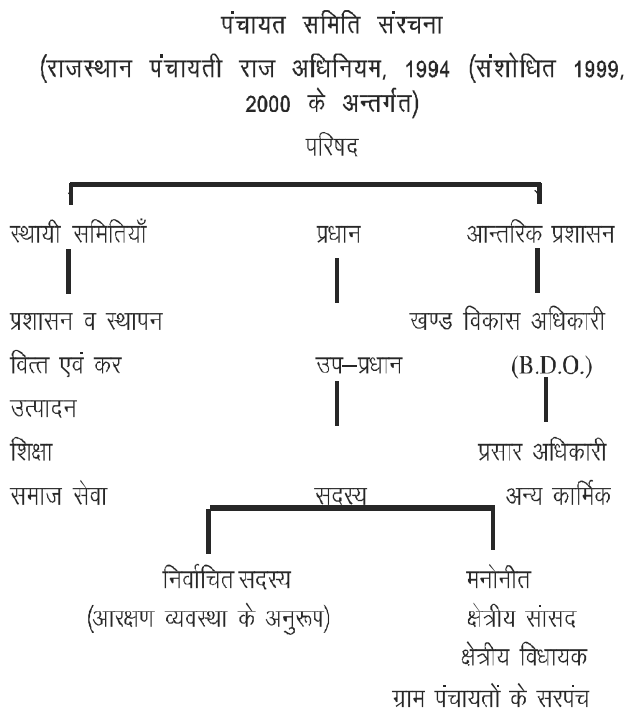 पंचायत समिति संरचना
(राजस्थान पंचायती राज अधिनियम, 1994 (संशोधित 1999,
2000 के अन्तर्गत)
परिषद
स्थायी समितियाँ प्रधान आन्तरिक प्रशासन
प्रशासन व स्थापन खण्ड विकास अधिकारी
वित्त एवं कर उप–प्रधान (B.D.O.)
उत्पादन
शिक्षा प्रसार अधिकारी
समाज सेवा सदस्य अन्य कार्मिक
निर्वाचित सदस्य मनोनीत
(आरक्षण व्यवस्था के अनुरूप) क्षेत्रीय सांसद
क्षेत्रीय विधायक
ग्राम पंचायतों के सरपंच